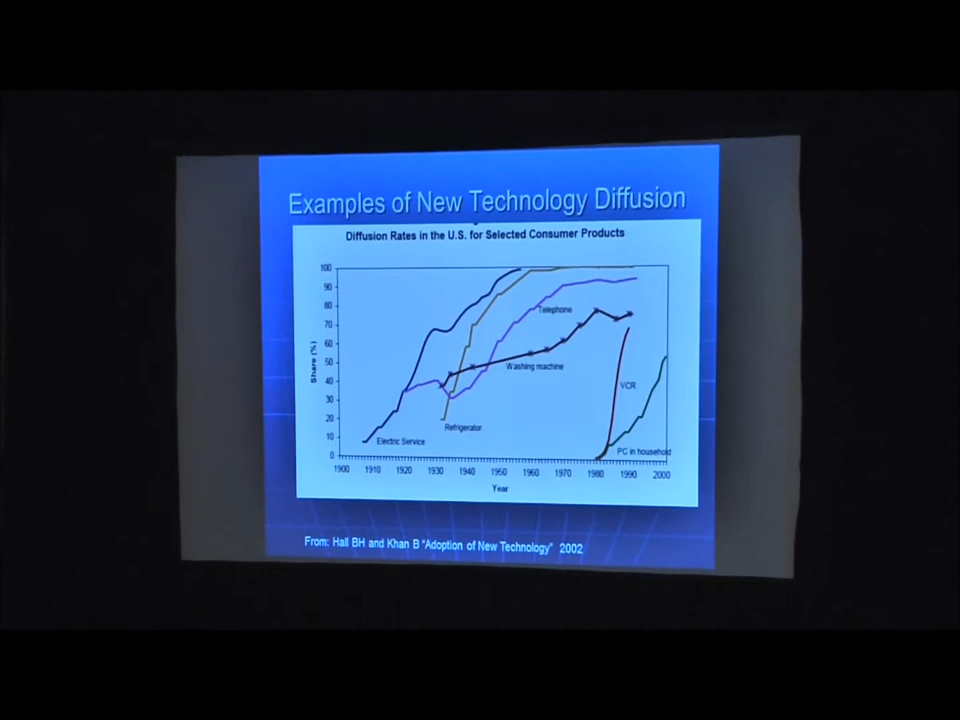 Examples of New Technology Diffusion
Diffusion Rates in the U.S. for Selected Consumer Products
Share (%)
100
90
80
70
60
50
40
30
20
10
0
Telephone
Washing machine
VCR
Refrigerator
Electric Service
PC in household
1900 1910 1920 1930 1940 1950 1960 1970 1980 1990 2000
Year
From: Hall BH and Khan B "Adoption of New Technology" 2002